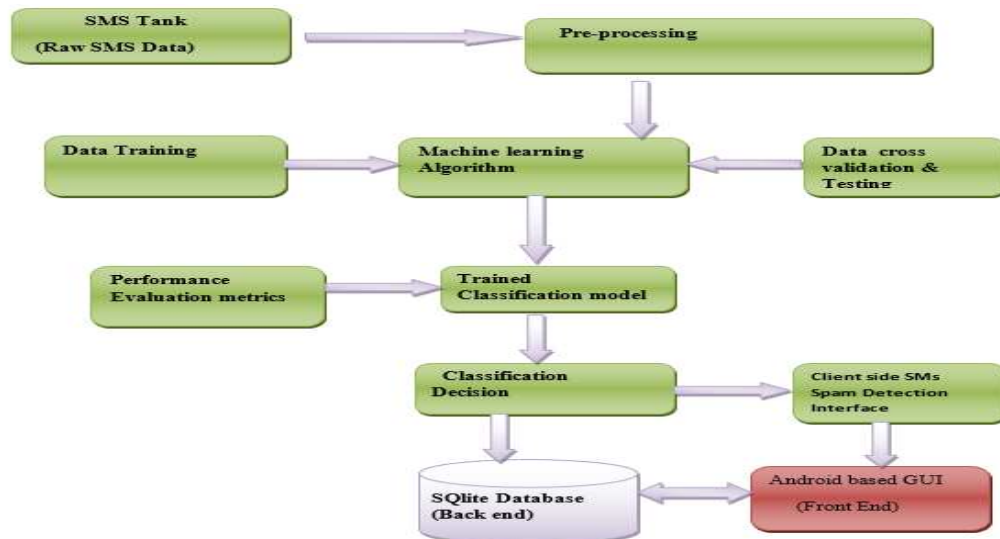 SMS Tank
(Raw SMS Data)
Pre-processing
Data Training
Machine learning
Algorithm
Data cross
validation &
Testing
Performance
Evaluation metrics
Trained
Classification model
Classification
Decision
Client side SMs
Spam Detection
Interface
SQlite Database
(Back end)
Android based GUI
(Front End)